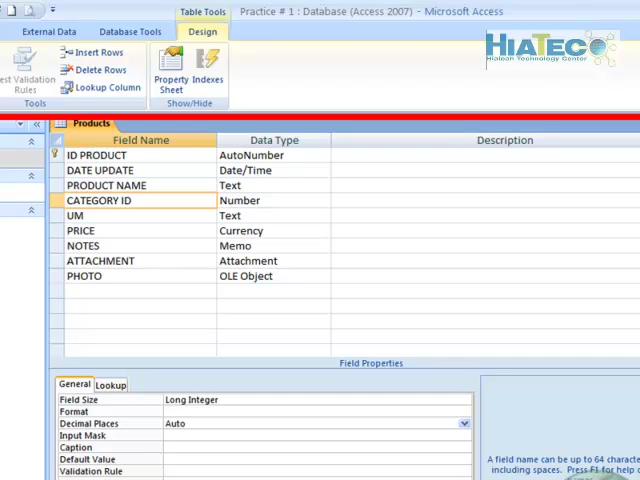 Table Tools
Practice # 1 : Database (Access 2007) - Microsoft Access
External Data
Database Tools
Design
HiATECO
Hialeah Technology Center
Validation
Rules
Insert Rows
Delete Rows
Lookup Column
Property
Sheet
Indexes
Tools
Show/Hide
Products
Field Name Data Type Description
ID PRODUCT AutoNumber
DATE UPDATE Date/Time
PRODUCT NAME Text
CATEGORY ID Number
UM Text
PRICE Currency
NOTES Memo
ATTACHMENT Attachment
PHOTO OLE Object
Field Properties
General Lookup
Field Size Long Integer
Format
Decimal Places Auto
Input Mask
Caption
Default Value
Validation Rule
A field name can be up to 64 characte
including spaces. Press F1 for help o